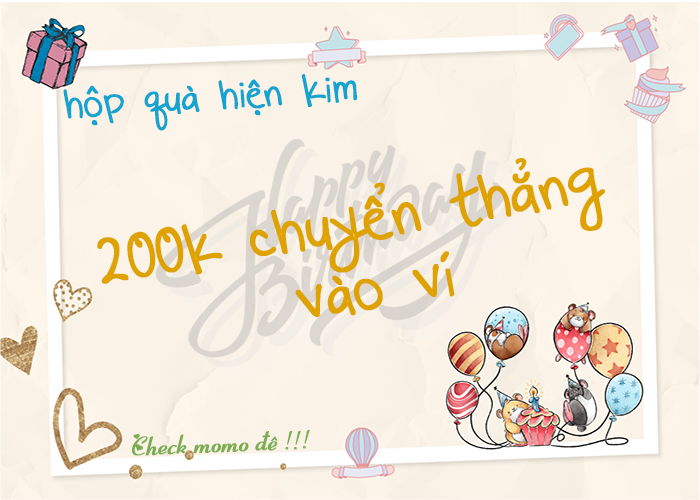 hộp quà hiện kim
Happy
Birthday
200k chuyển thẳng
vào ví
Check momo đê !!!